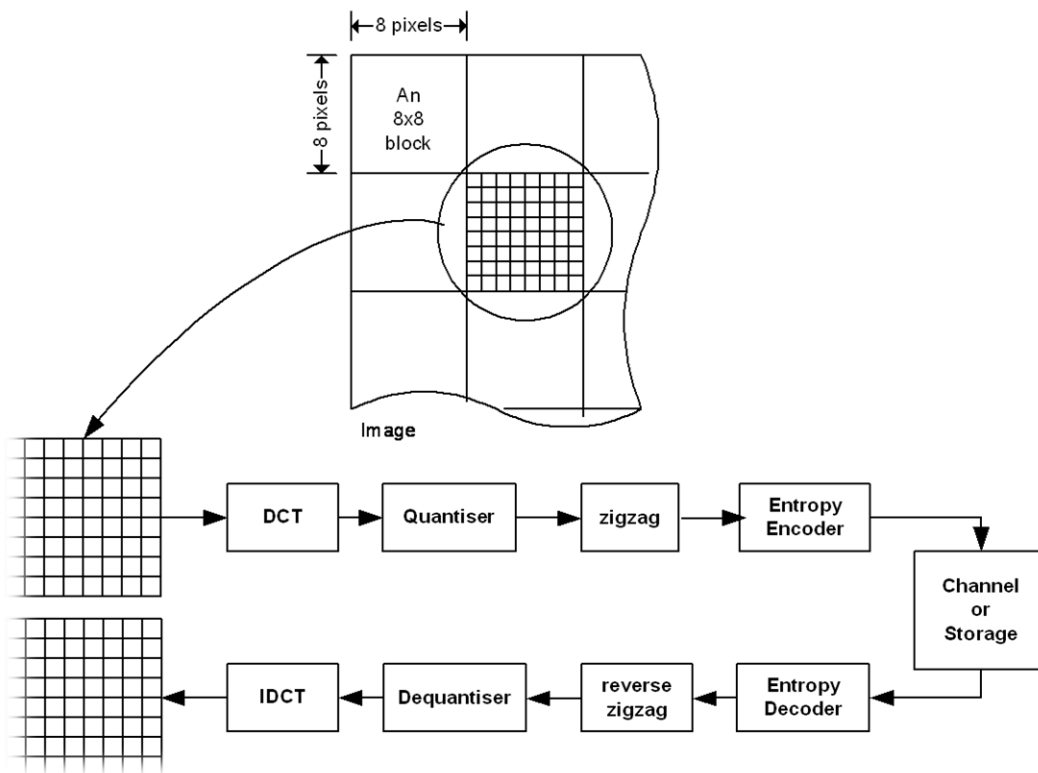 8 pixels
8 pixels
An
8x8
block
Image
DCT
Quantiser
zigzag
Entropy
Encoder
Channel
or
Storage
IDCT
Dequantiser
reverse
zigzag
Entropy
Decoder